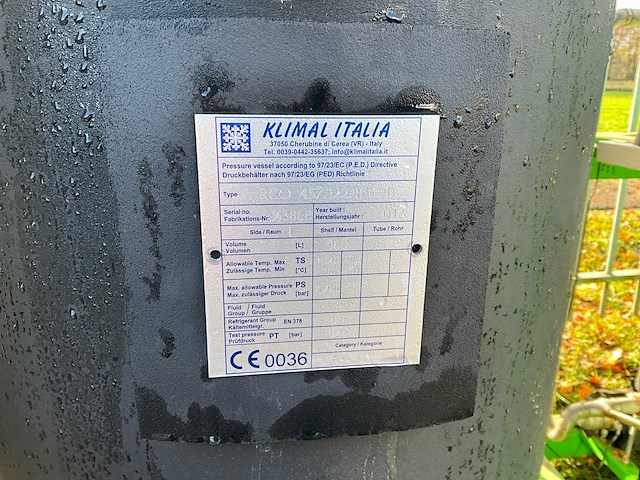 KLIMAL ITALIA
37050 Cherubine di Cerea (VR) - Italy
Tel. 0039-0442-35637; info@klimalitalia.it
Pressure vessel according to 97/23/EC (P.E.D.) Directive
Druckbehälter nach 97/23/EG (PED) Richtlinie
Type
Serial no. Year built:
Fabrikations-Nr. Herstellungsjahr:
Side / Raum Shell / Mantel Tube / Rohr
Volume [L]
Volumen
Allowable Temp. Max TS
Zulässige Temp. Min [°C]
Max. allowable Pressure PS
Max. zulässiger Druck [bar]
Fluid / Fluid
Group / Gruppe
Refrigerant Group EN 378
Kältemittelgr.
Test pressure PT [bar]
Prüfdruck
Category / Kategorie
CE 0036